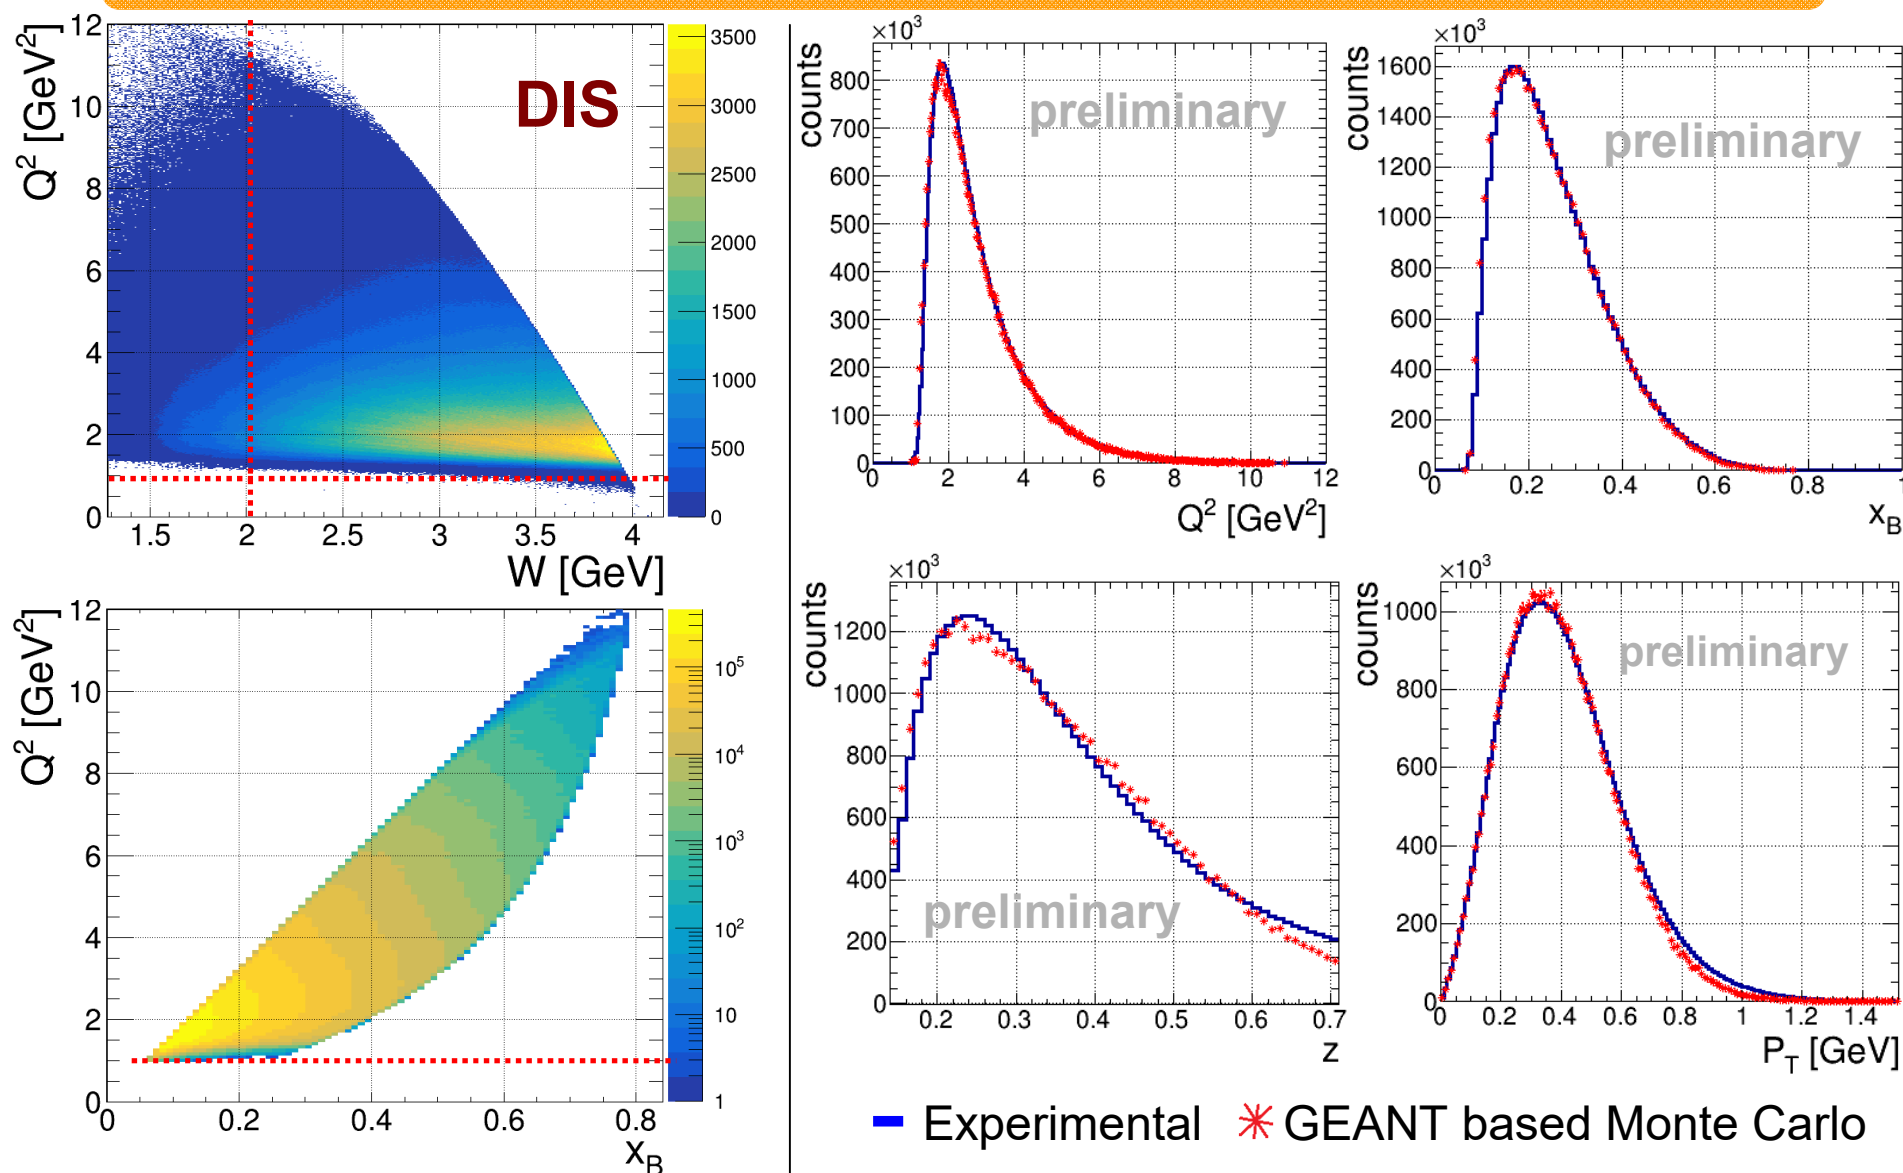 12
10
8
6
4
2
0
Q² [GeV²]
DIS
1.5 2 2.5 3 3.5 4
W [GeV]
3500
3000
2500
2000
1500
1000
500
0
×10³
counts
800
700
600
500
400
300
200
100
0
preliminary
0 2 4 6 8 10 12
Q² [GeV²]
×10³
counts
1600
1400
1200
1000
800
600
400
200
0
preliminary
0 0.2 0.4 0.6 0.8 1
x_B
12
10
8
6
4
2
0
Q² [GeV²]
0 0.2 0.4 0.6 0.8
x_B
10⁵
10⁴
10³
10²
10
1
×10³
counts
1200
1000
800
600
400
200
0
preliminary
0.2 0.3 0.4 0.5 0.6 0.7
z
×10³
counts
1000
800
600
400
200
0
preliminary
0 0.2 0.4 0.6 0.8 1 1.2 1.4
P_T [GeV]
Experimental
GEANT based Monte Carlo